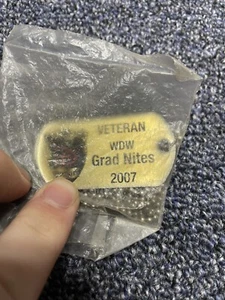 VETERAN
WDW
Grad Nites
2007